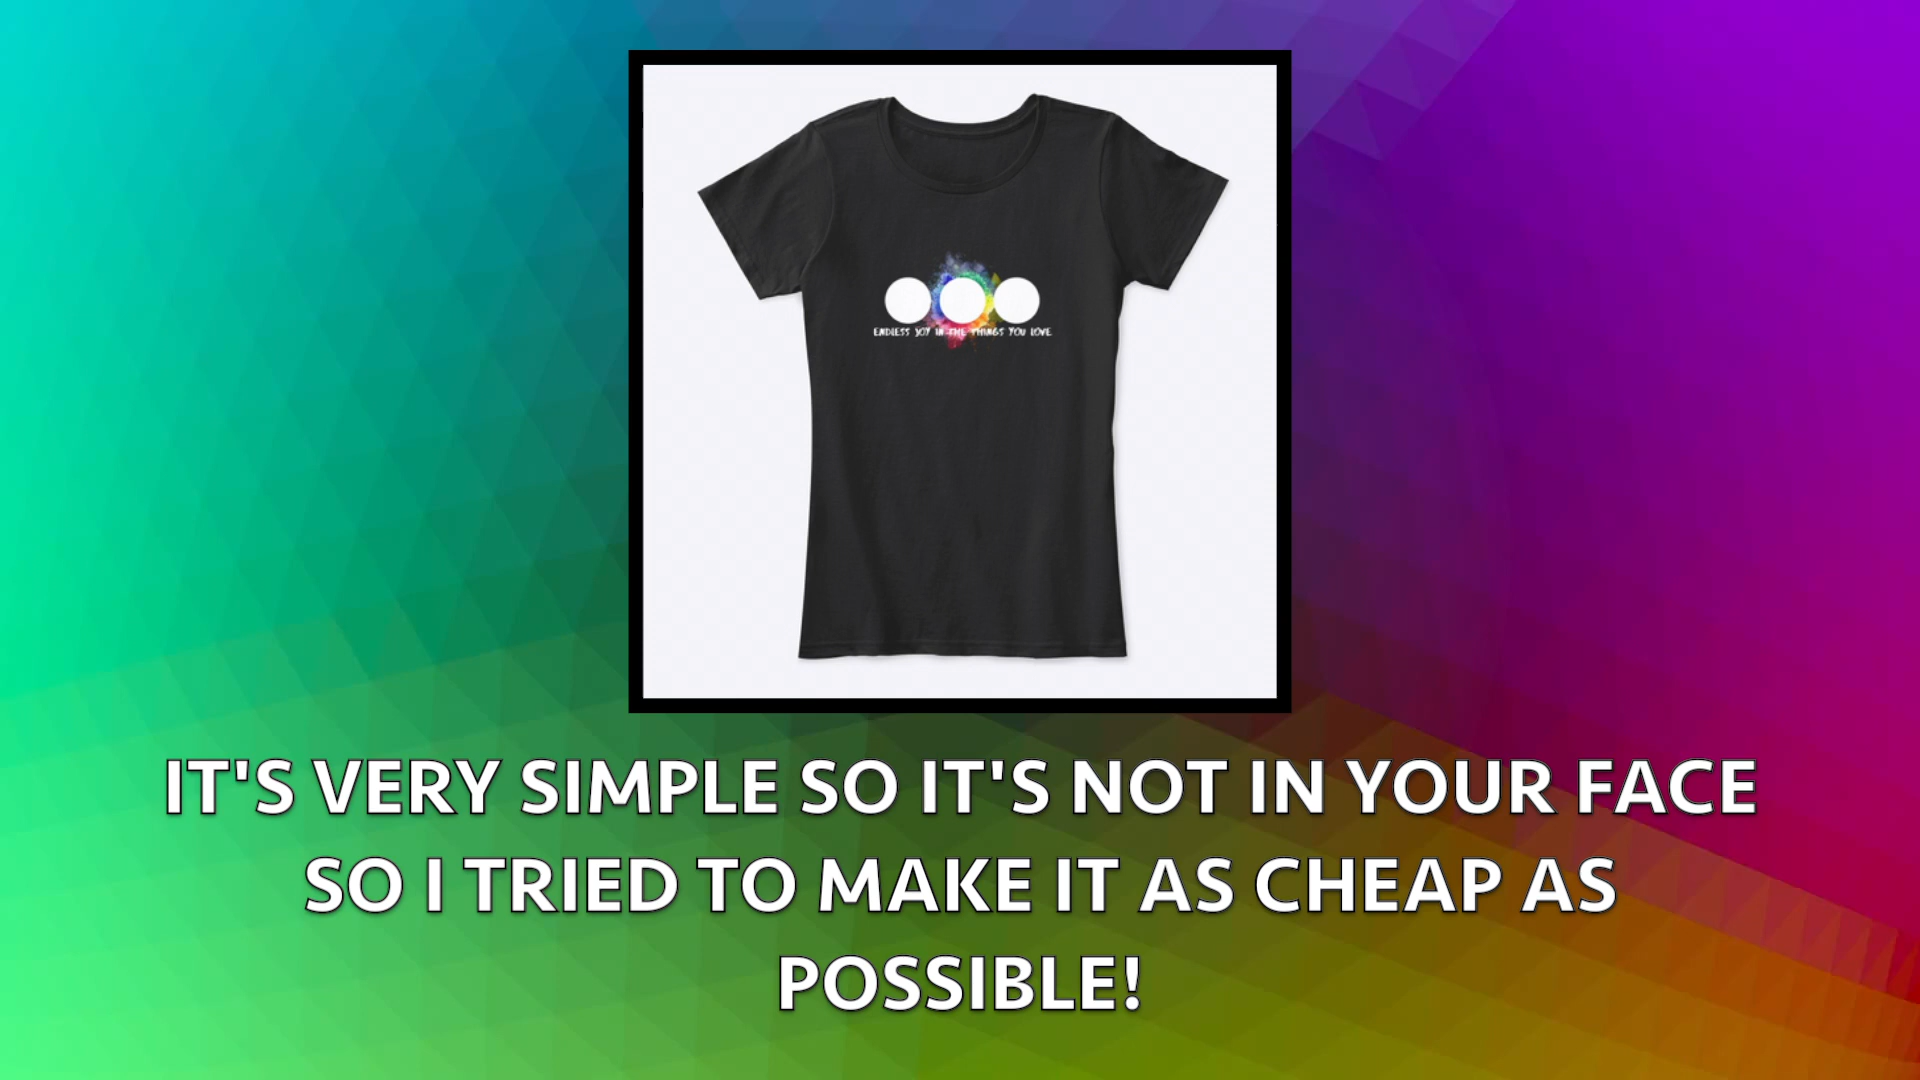 ENDLESS JOY IN THE THINGS YOU LOVE
IT'S VERY SIMPLE SO IT'S NOT IN YOUR FACE
SO I TRIED TO MAKE IT AS CHEAP AS
POSSIBLE!